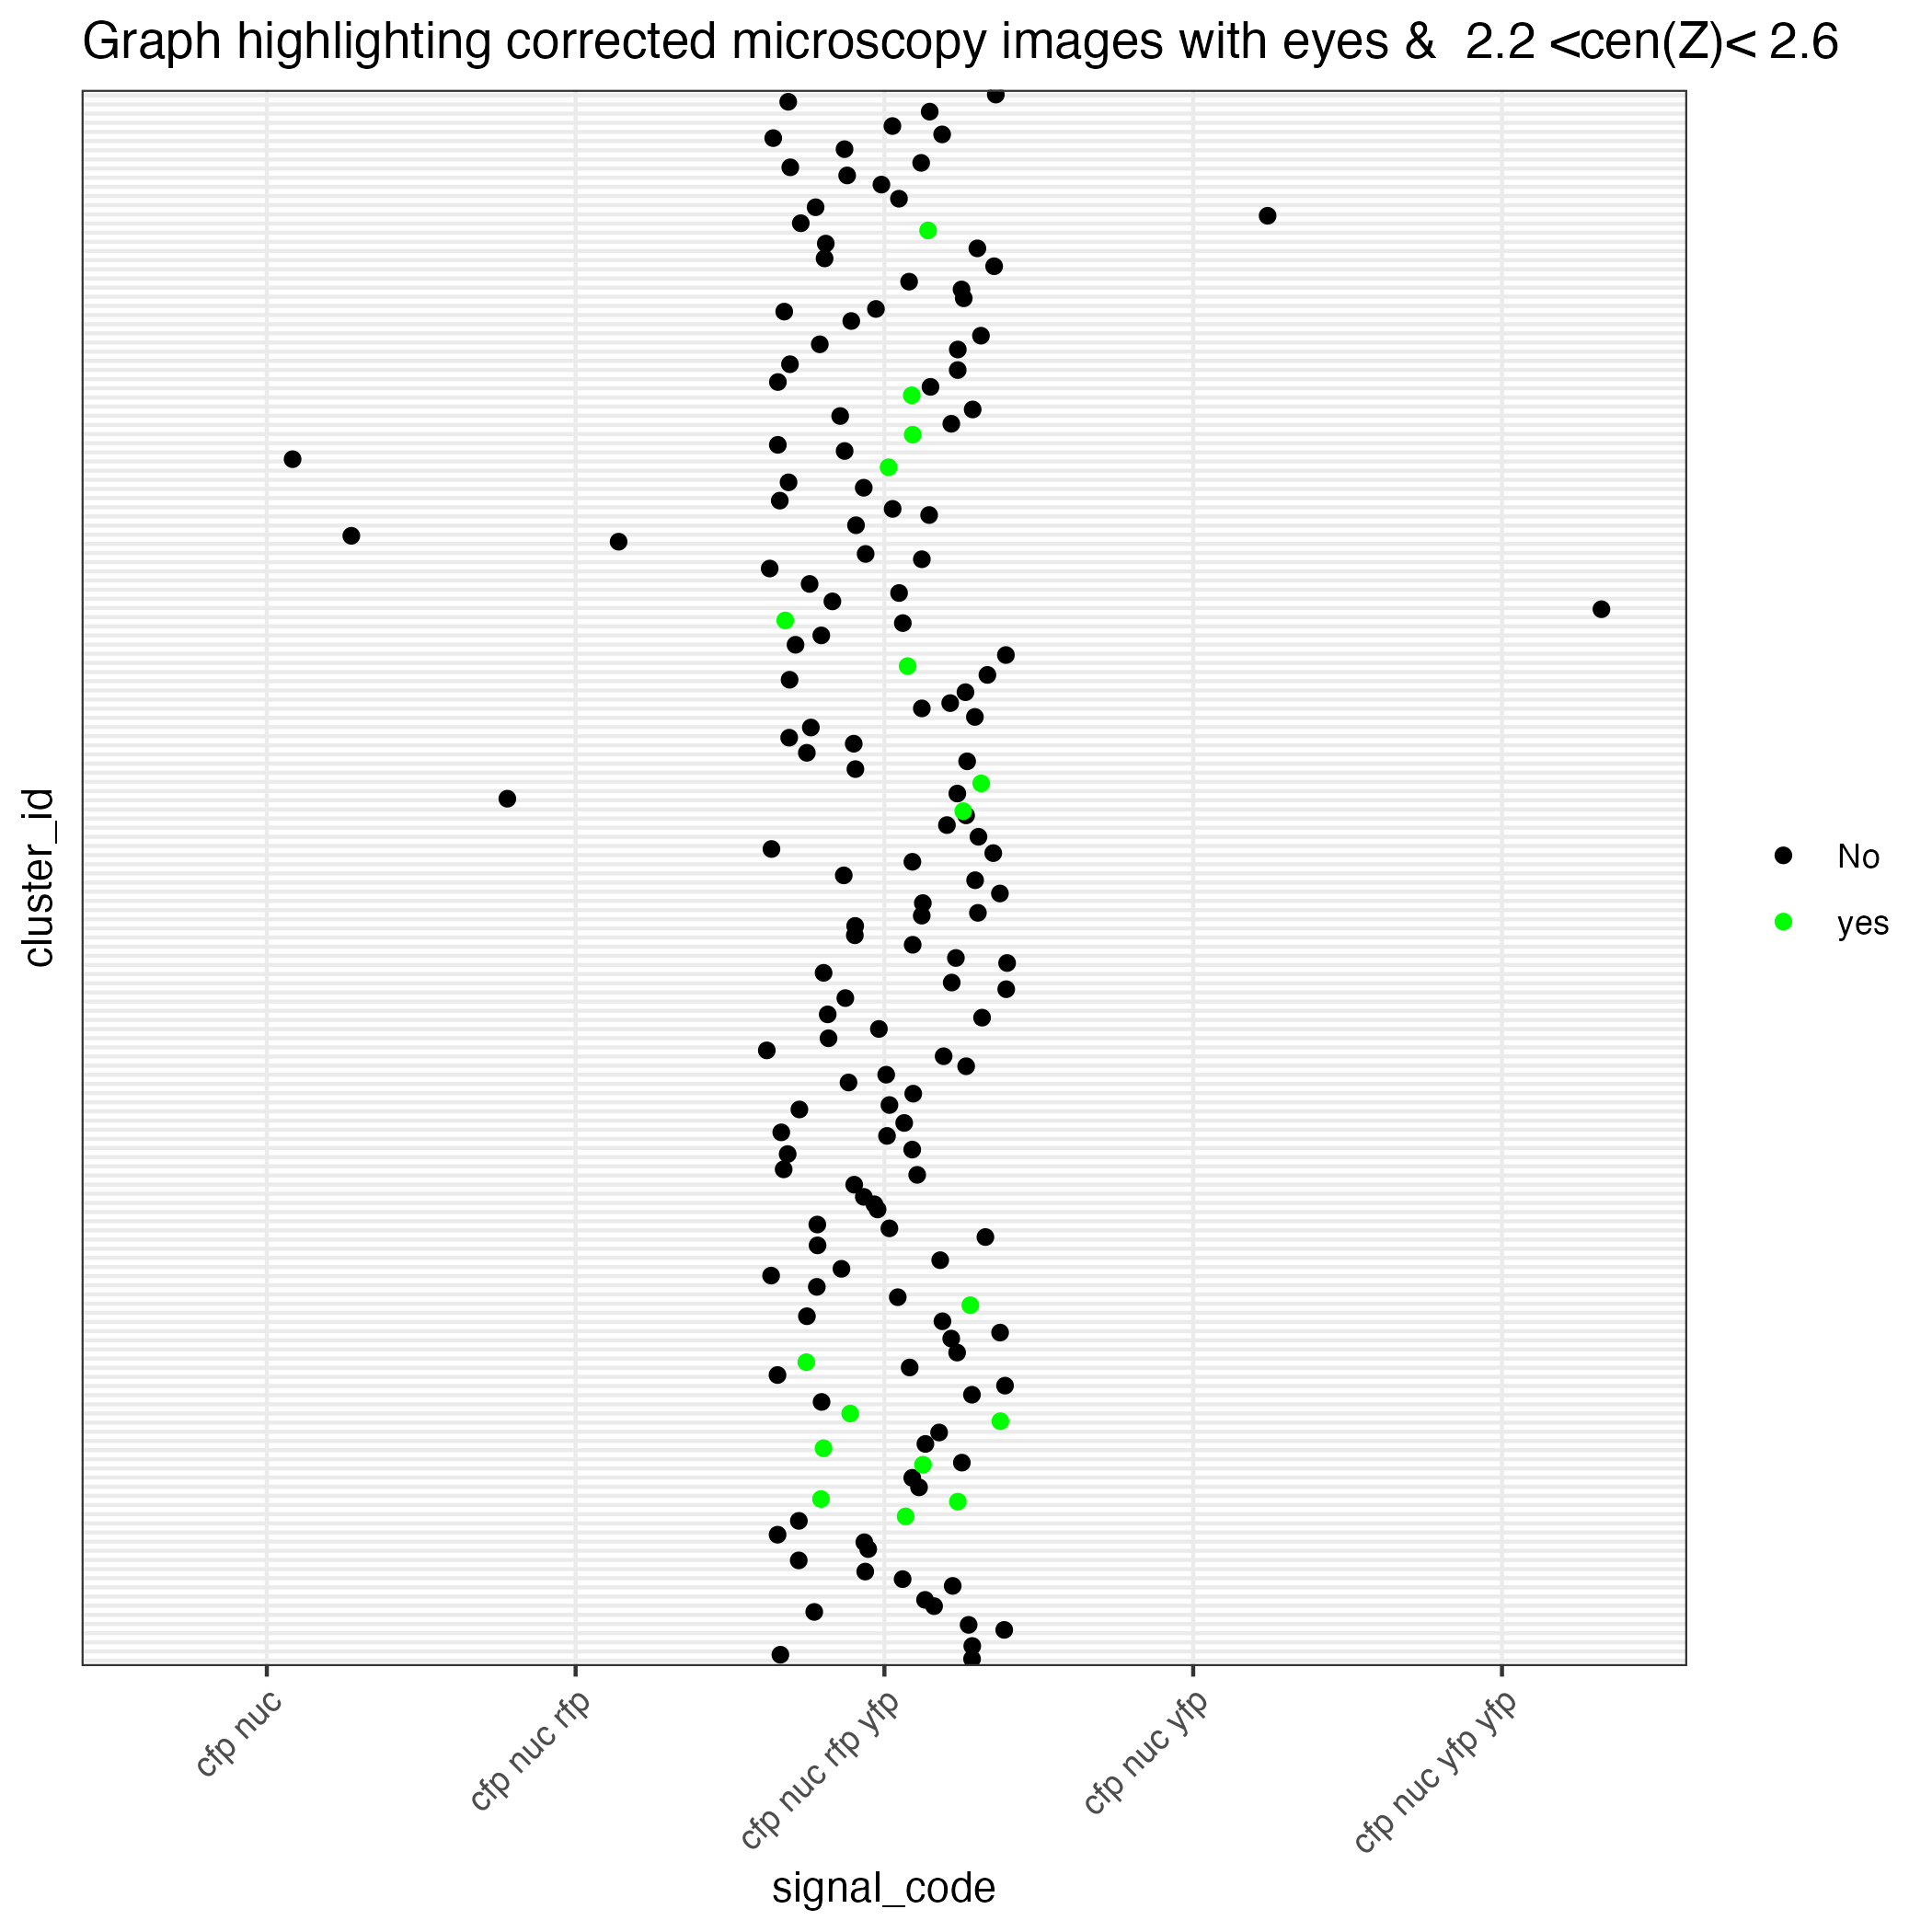 Graph highlighting corrected microscopy images with eyes &  2.2 <cen(Z)< 2.6
cluster_id
No
yes
cfp nuc
cfp nuc rfp
cfp nuc rfp yfp
cfp nuc yfp
cfp nuc yfp yfp
signal_code